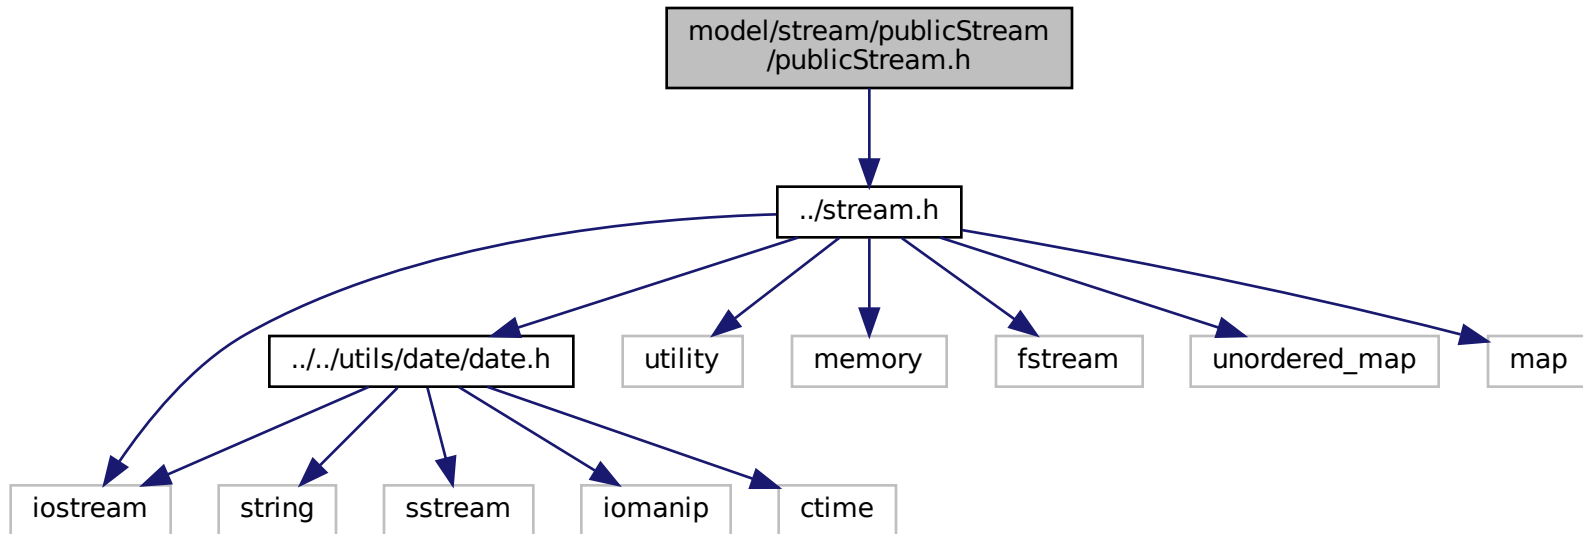 model/stream/publicStream
/publicStream.h
../stream.h
../../utils/date/date.h
utility
memory
fstream
unordered_map
map
iostream
string
sstream
iomanip
ctime